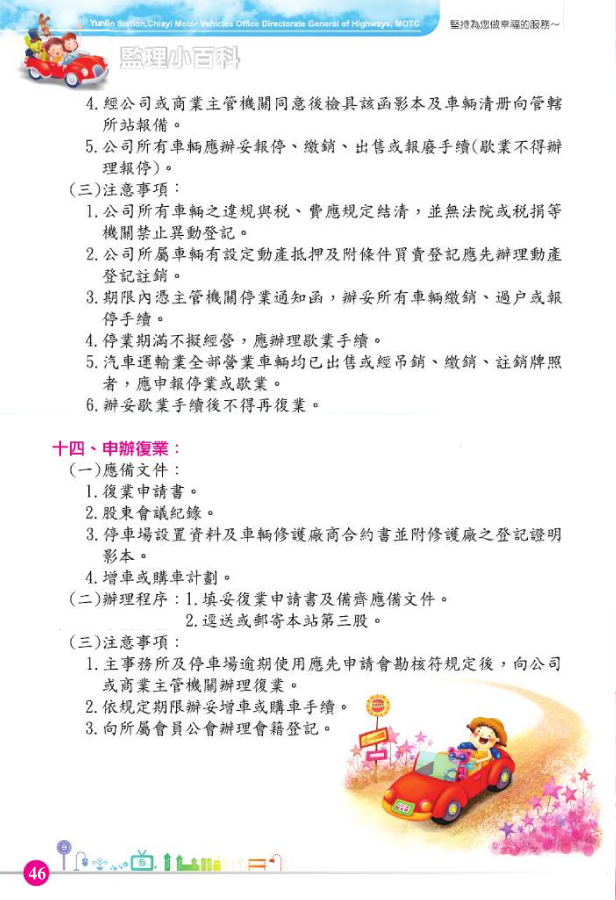 Yunlin Station,Chiayi Motor Vehicles Office Directorate General of Highways, MOTC
堅持為您做幸福的服務～
監理小百科
4.經公司或商業主管機關同意後檢具該函影本及車輛清册向管轄
所站報備。
5.公司所有車輛應辦妥報停、繳銷、出售或報廢手續(歇業不得辦
理報停)。
(三)注意事項：
1.公司所有車輛之違規與稅、費應規定結清，並無法院或稅捐等
機關禁止異動登記。
2.公司所屬車輛有設定動產抵押及附條件買賣登記應先辦理動產
登記註銷。
3.期限內憑主管機關停業通知函，辦妥所有車輛繳銷、過户或報
停手續。
4.停業期滿不擬經營，應辦理歇業手續。
5.汽車運輸業全部營業車輛均已出售或經吊銷、繳銷、註銷牌照
者，應申報停業或歇業。
6.辦妥歇業手續後不得再復業。
十四、申辦復業：
(一)應備文件：
1.復業申請書。
2.股東會議紀錄。
3.停車場設置資料及車輛修護廠商合約書並附修護廠之登記證明
影本。
4.增車或購車計劃。
(二)辦理程序：1.填妥復業申請書及備齊應備文件。
2.逕送或郵寄本站第三股。
(三)注意事項：
1.主事務所及停車場逾期使用應先申請會勘核符規定後，向公司
或商業主管機關辦理復業。
2.依規定期限辦妥增車或購車手續。
3.向所屬會員公會辦理會籍登記。
46